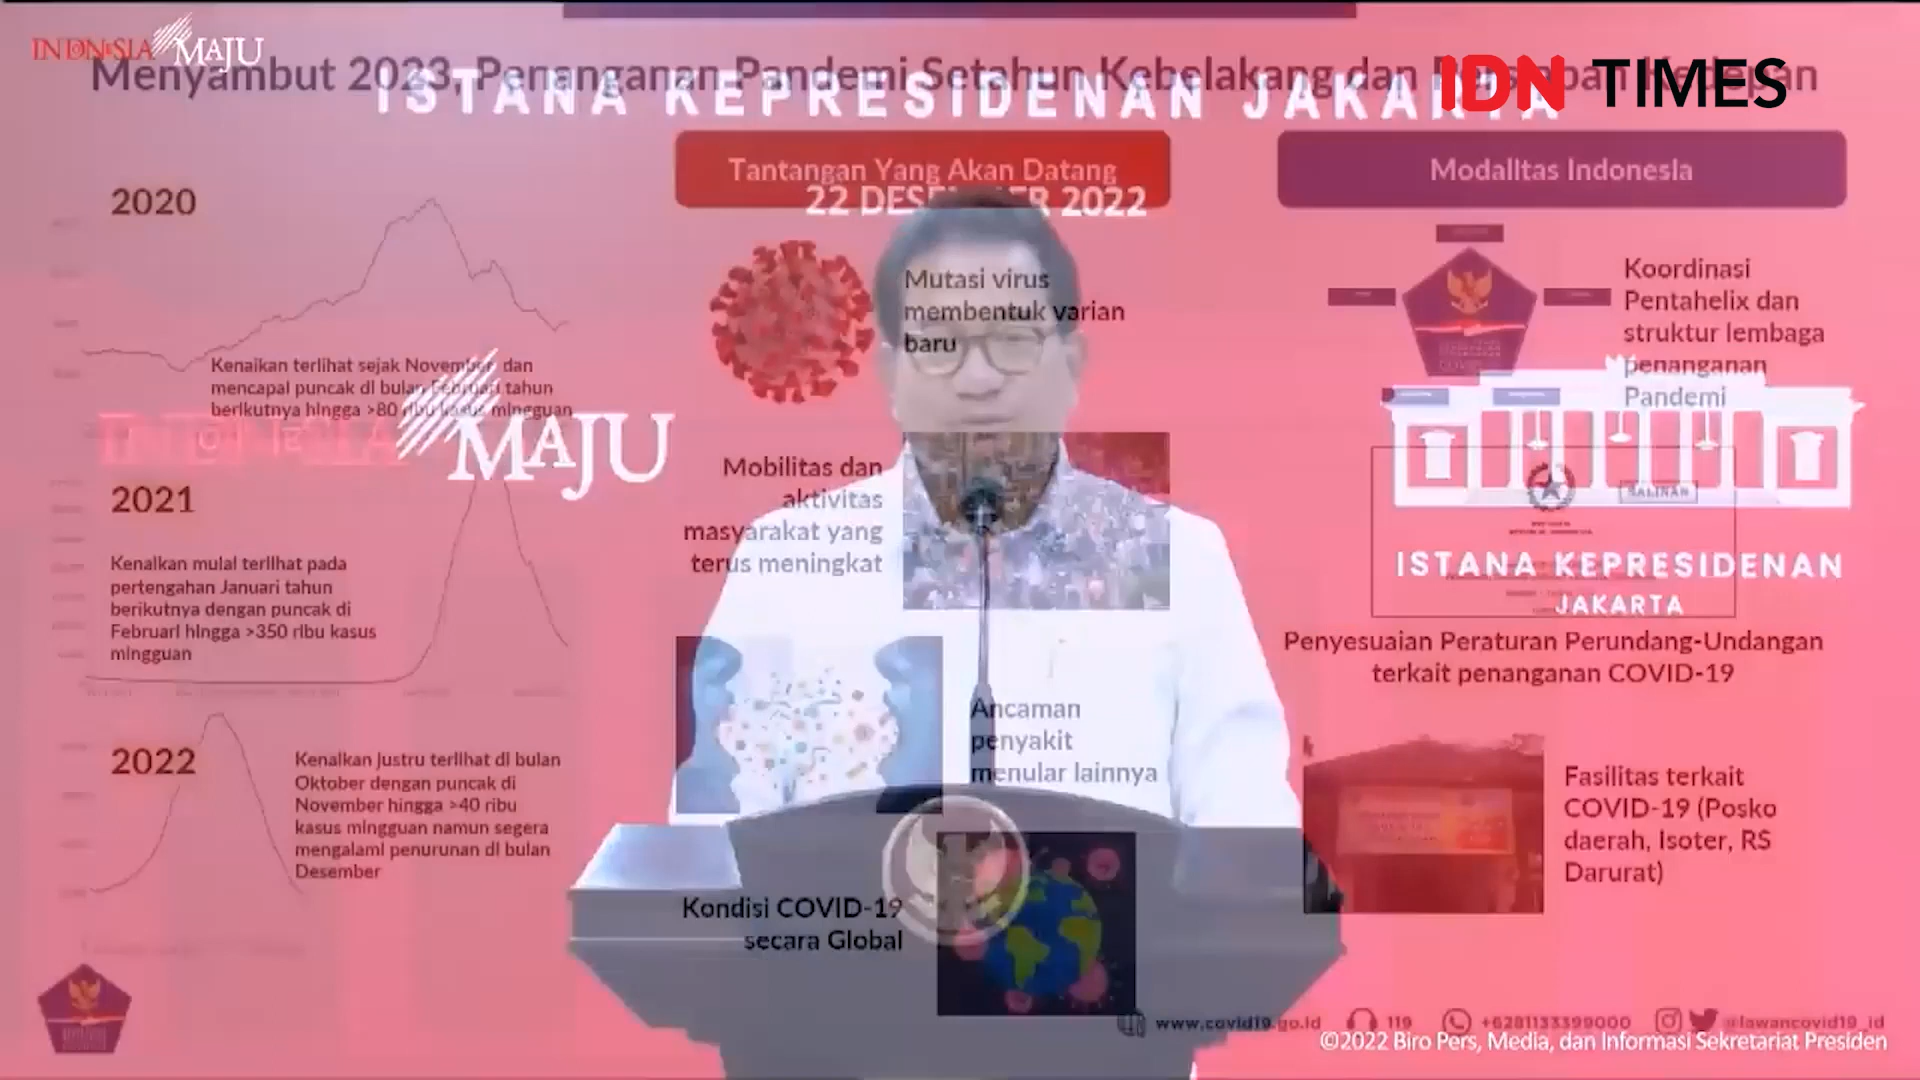 INDONESIA MAJU
Menyambut 2023, Penanganan Pandemi Setahun Kebelakang dan Persiapan Kedepan
ISTANA KEPRESIDENAN JAKARTA
IDN TIMES
22 DESEMBER 2022
2020
Kenaikan terlihat sejak November dan
mencapai puncak di bulan Februari tahun
berikutnya hingga >80 ribu kasus mingguan
INDONESIA MAJU
2021
Kenaikan mulai terlihat pada
pertengahan Januari tahun
berikutnya dengan puncak di
Februari hingga >350 ribu kasus
mingguan
2022
Kenaikan justru terlihat di bulan
Oktober dengan puncak di
November hingga >40 ribu
kasus mingguan namun segera
mengalami penurunan di bulan
Desember
Tantangan Yang Akan Datang
Mutasi virus
membentuk varian
baru
Mobilitas dan
aktivitas
masyarakat yang
terus meningkat
Ancaman
penyakit
menular lainnya
Kondisi COVID-19
secara Global
Modalitas Indonesia
Koordinasi
Pentahelix dan
struktur lembaga
penanganan
Pandemi
SALINAN
ISTANA KEPRESIDENAN
JAKARTA
Penyesuaian Peraturan Perundang-Undangan
terkait penanganan COVID-19
Fasilitas terkait
COVID-19 (Posko
daerah, Isoter, RS
Darurat)
www.covid19.go.id 119 +6281133399000 @lawancovid19_id
©2022 Biro Pers, Media, dan Informasi Sekretariat Presiden